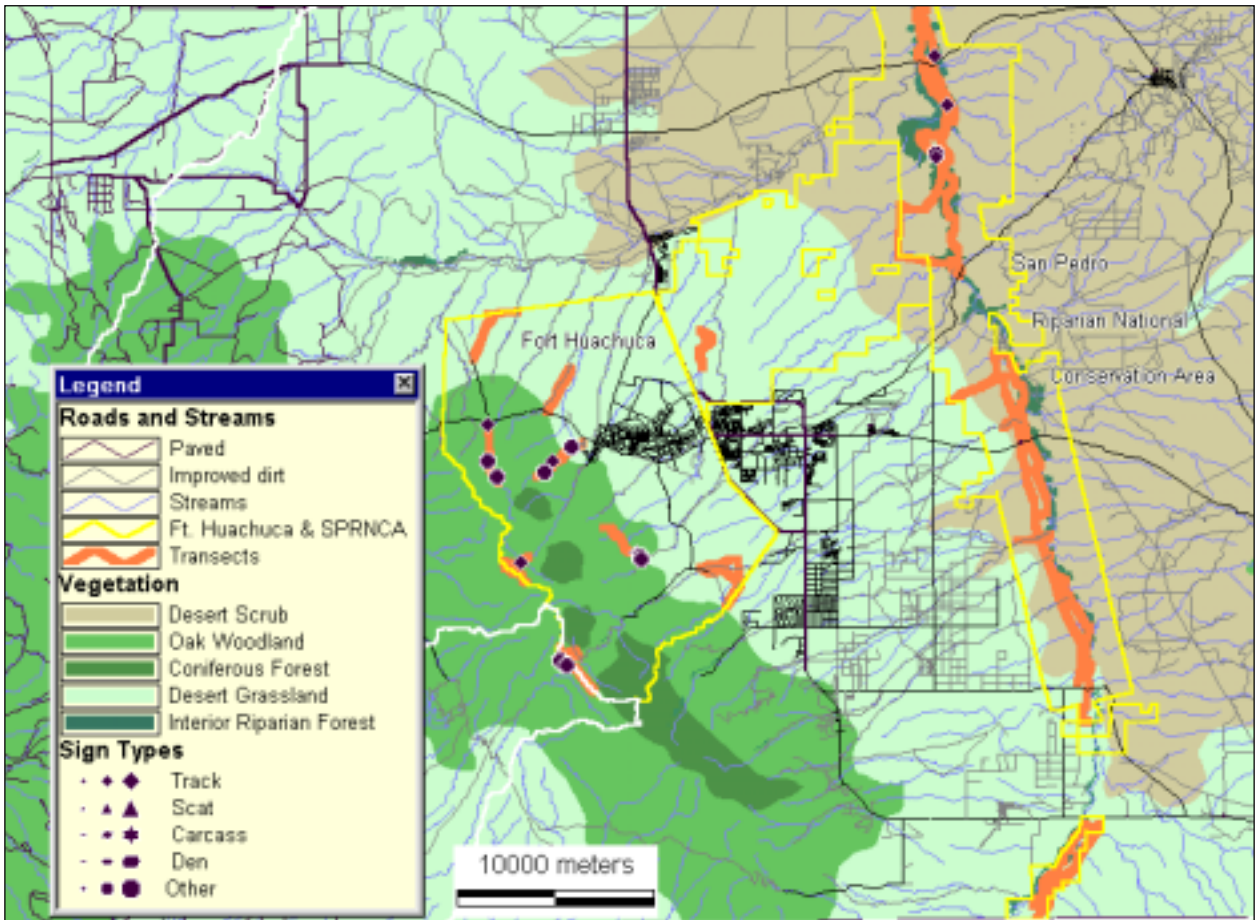 San Pedro
Riparian National
Conservation Area
Fort Huachuca
Legend
Roads and Streams
Paved
Improved dirt
Streams
Ft. Huachuca & SPRNCA
Transects
Vegetation
Desert Scrub
Oak Woodland
Coniferous Forest
Desert Grassland
Interior Riparian Forest
Sign Types
Track
Scat
Carcass
Den
Other
10000 meters